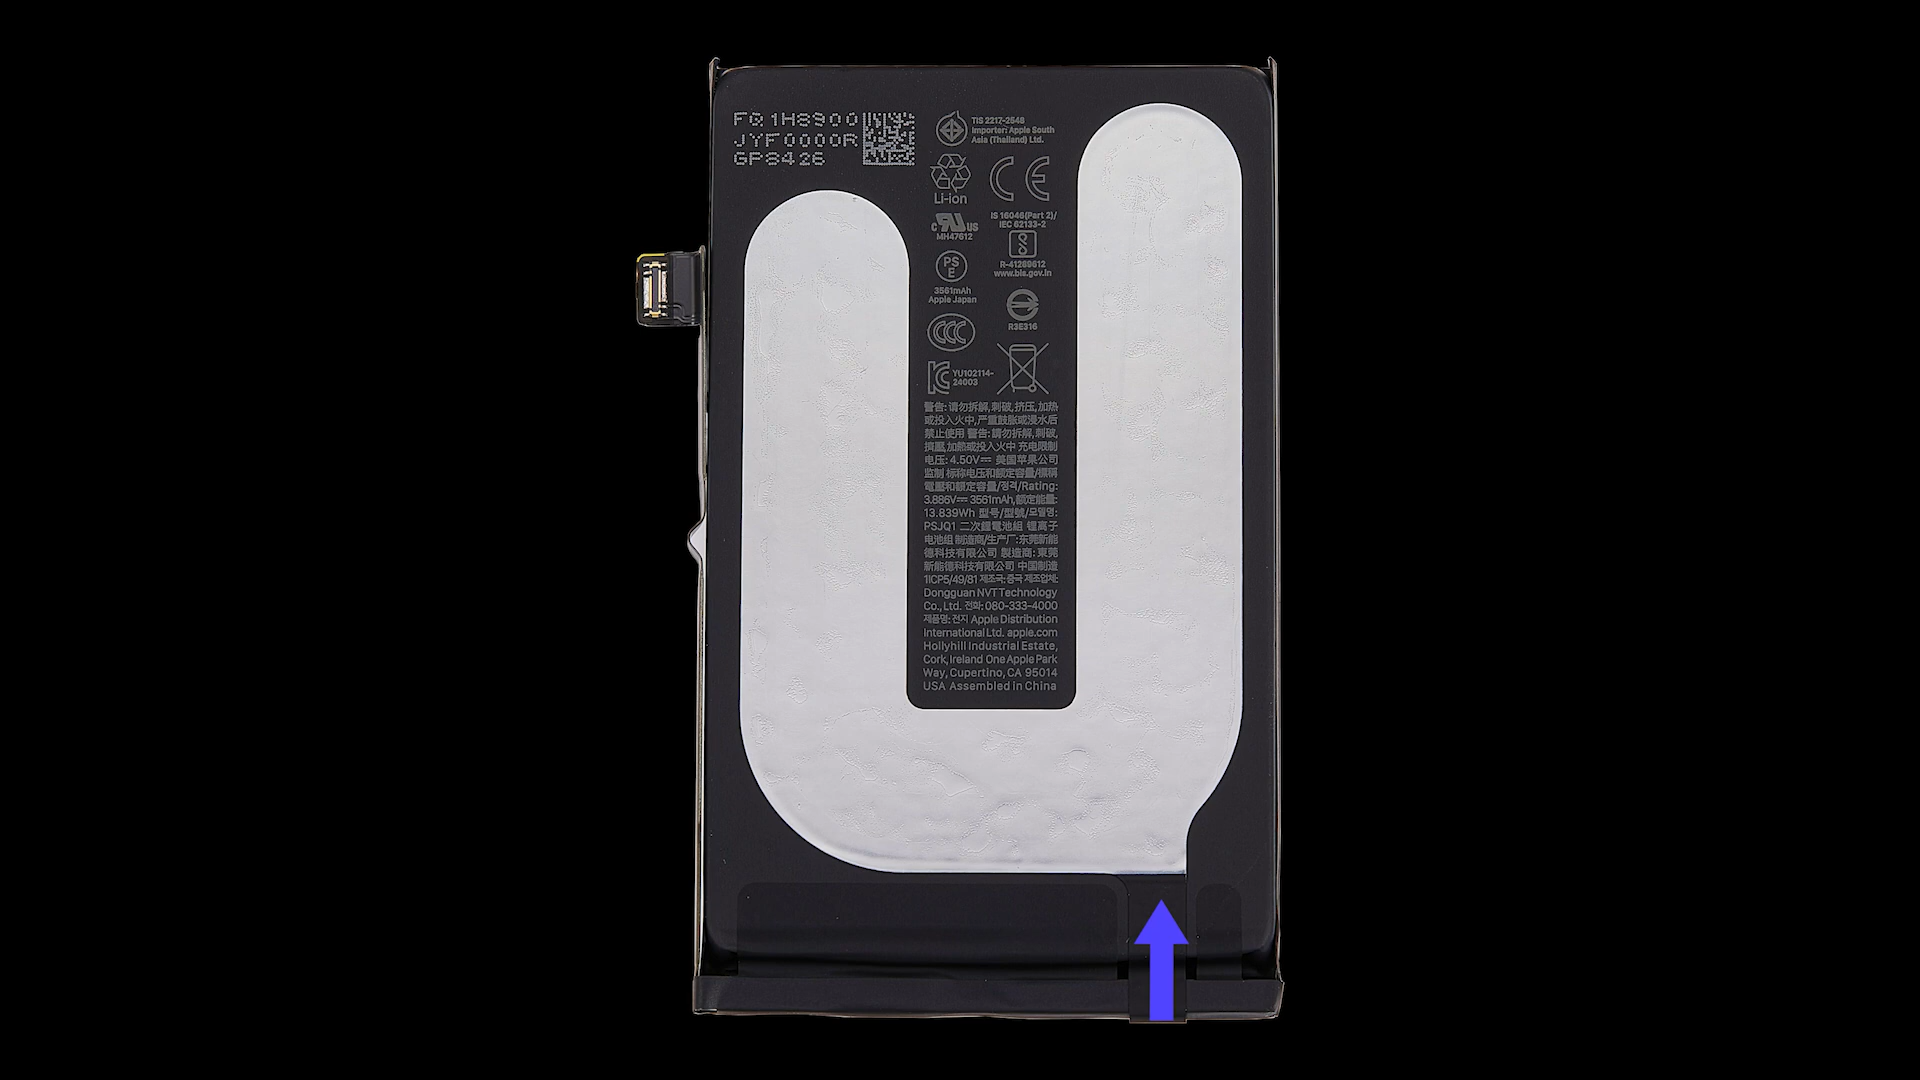 FQ1H8900
JYF0000R
GPS426
TIS 2217-2548
Importer: Apple South
Asia (Thailand) Ltd.
Li-ion
CE
c RU US
MH47612
IS 16046(Part 2)/
IEC 62133-2
R-41269612
www.bis.gov.in
PS
E
3561mAh
Apple Japan
R3E316
CCC
YU102114-
24003
警告:请勿拆解,刺破,挤压,加热
或投入火中,严重鼓胀或浸水后
禁止使用 警告:請勿拆解,刺破,
擠壓,加熱或投入火中 充电限制
电压: 4.50V⎓ 美国苹果公司
监制 标称电压和额定容量/標稱
電壓和額定容量/정격/Rating:
3.886V⎓ 3561mAh,额定能量:
13.839Wh 型号/型號/모델명:
PSJQ1 二次鋰電池組 锂离子
电池组 制造商/生产厂:东莞新能
德科技有限公司 製造商: 東莞
新能德科技有限公司 中国制造
1ICP5/49/81 제조국:중국 제조업체:
Dongguan NVT Technology
Co., Ltd. 전화: 080-333-4000
제품명: 전지 Apple Distribution
International Ltd. apple.com
Hollyhill Industrial Estate,
Cork, Ireland One Apple Park
Way, Cupertino, CA 95014
USA Assembled in China